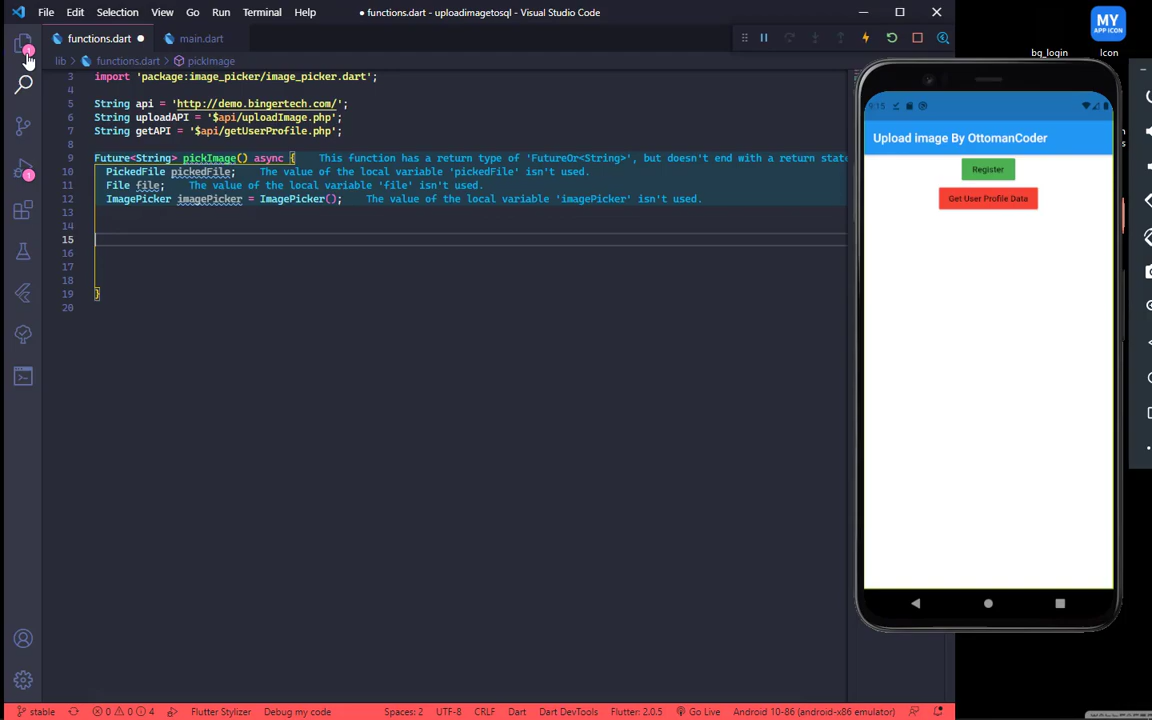 File Edit Selection View Go Run Terminal Help
● functions.dart - uploadimagetosql - Visual Studio Code
functions.dart ● main.dart
lib > functions.dart > pickImage
3 import 'package:image_picker/image_picker.dart';
4
5 String api = 'http://demo.bingertech.com/';
6 String uploadAPI = '$api/uploadImage.php';
7 String getAPI = '$api/getUserProfile.php';
8
9 Future<String> pickImage() async { This function has a return type of 'FutureOr<String>', but doesn't end with a return state
10 PickedFile pickedFile; The value of the local variable 'pickedFile' isn't used.
11 File file; The value of the local variable 'file' isn't used.
12 ImagePicker imagePicker = ImagePicker(); The value of the local variable 'imagePicker' isn't used.
13
14
15
16
17
18
19 }
20
1
1
stable 0 0 4 Flutter Stylizer Debug my code Spaces: 2 UTF-8 CRLF Dart Dart DevTools Flutter: 2.0.5 Go Live Android 10-86 (android-x86 emulator)
MY
APP ICON
bq_login Icon
9:15
Upload image By OttomanCoder
Register
Get User Profile Data